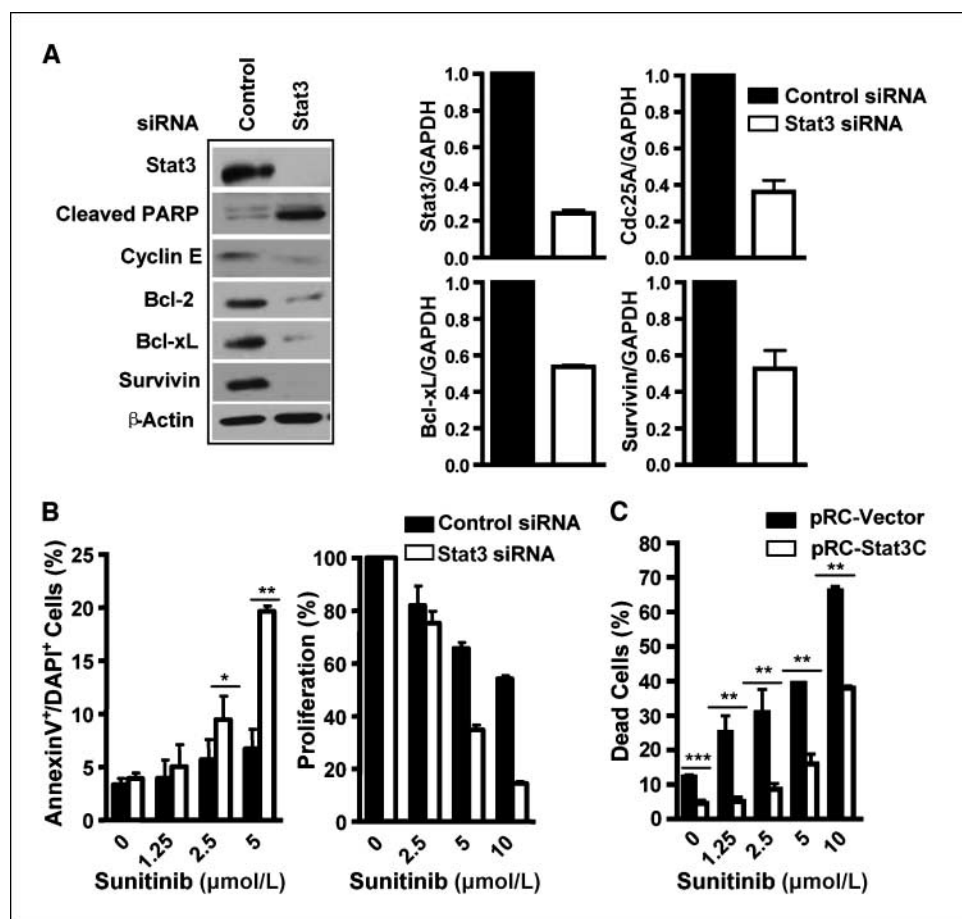 A
siRNA
Control
Stat3
Stat3
Cleaved PARP
Cyclin E
Bcl-2
Bcl-xL
Survivin
β-Actin
Stat3/GAPDH
1.0
0.8
0.6
0.4
0.2
0.0
Cdc25A/GAPDH
1.0
0.8
0.6
0.4
0.2
0.0
Control siRNA
Stat3 siRNA
Bcl-xL/GAPDH
1.0
0.8
0.6
0.4
0.2
0.0
Survivin/GAPDH
1.0
0.8
0.6
0.4
0.2
0.0
B
Control siRNA
Stat3 siRNA
AnnexinV+/DAPI+ Cells (%)
25
20
15
10
5
0
*
**
0
1.25
2.5
5
Sunitinib (µmol/L)
Proliferation (%)
100
80
60
40
20
0
0
2.5
5
10
Sunitinib (µmol/L)
C
pRC-Vector
pRC-Stat3C
Dead Cells (%)
80
70
60
50
40
30
20
10
0
***
**
**
**
**
0
1.25
2.5
5
10
Sunitinib (µmol/L)